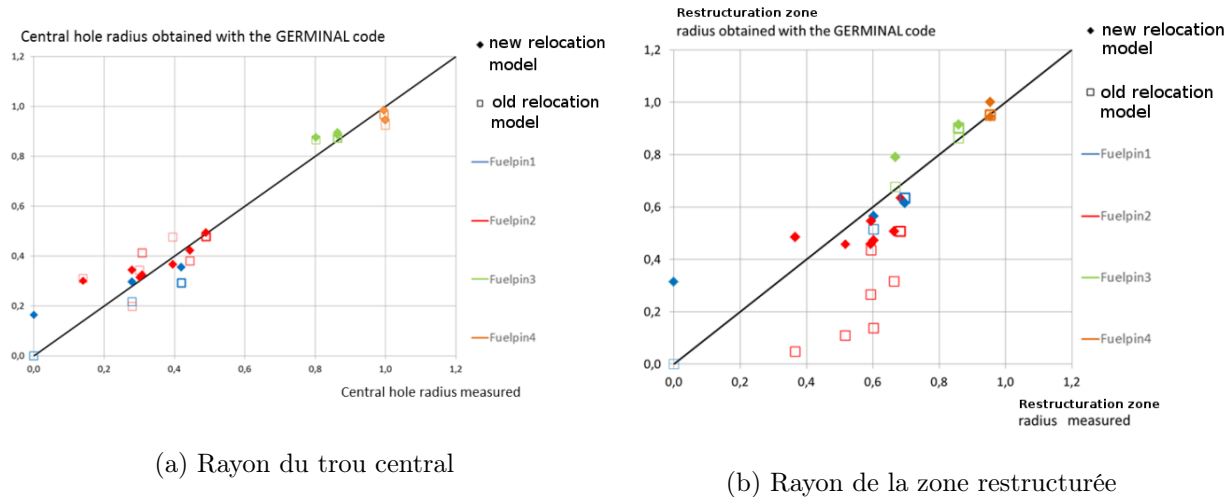 Central hole radius obtained with the GERMINAL code
1,2
1,0
0,8
0,6
0,4
0,2
0,0
0,0
0,2
0,4
0,6
0,8
1,0
1,2
Central hole radius measured
new relocation
model
old relocation
model
Fuelpin1
Fuelpin2
Fuelpin3
Fuelpin4
(a) Rayon du trou central
Restructuration zone
radius obtained with the GERMINAL code
1,2
1,0
0,8
0,6
0,4
0,2
0,0
0,0
0,2
0,4
0,6
0,8
1,0
1,2
Restructuration zone
radius measured
new relocation
model
old relocation
model
Fuelpin1
Fuelpin2
Fuelpin3
Fuelpin4
(b) Rayon de la zone restructurée